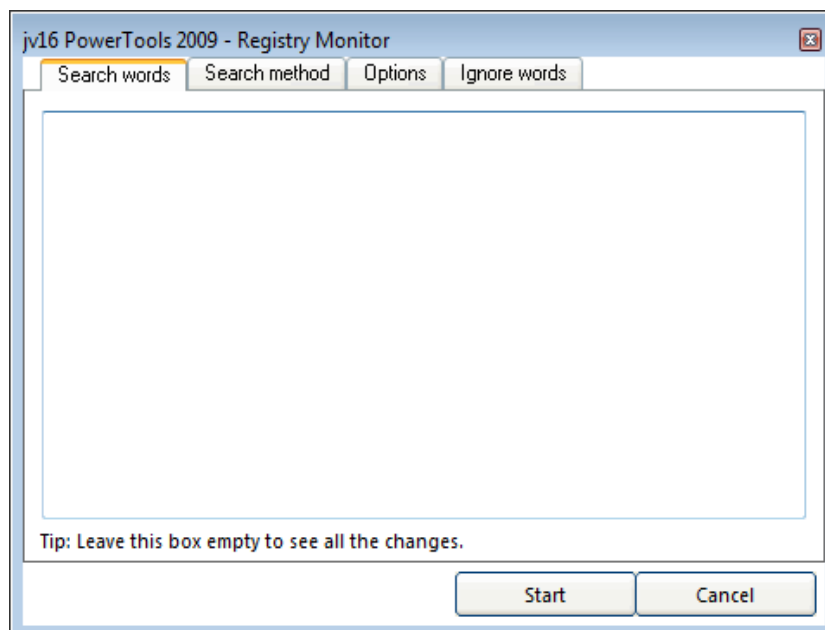 jv16 PowerTools 2009 - Registry Monitor
Search words Search method Options Ignore words
Tip: Leave this box empty to see all the changes.
Start Cancel